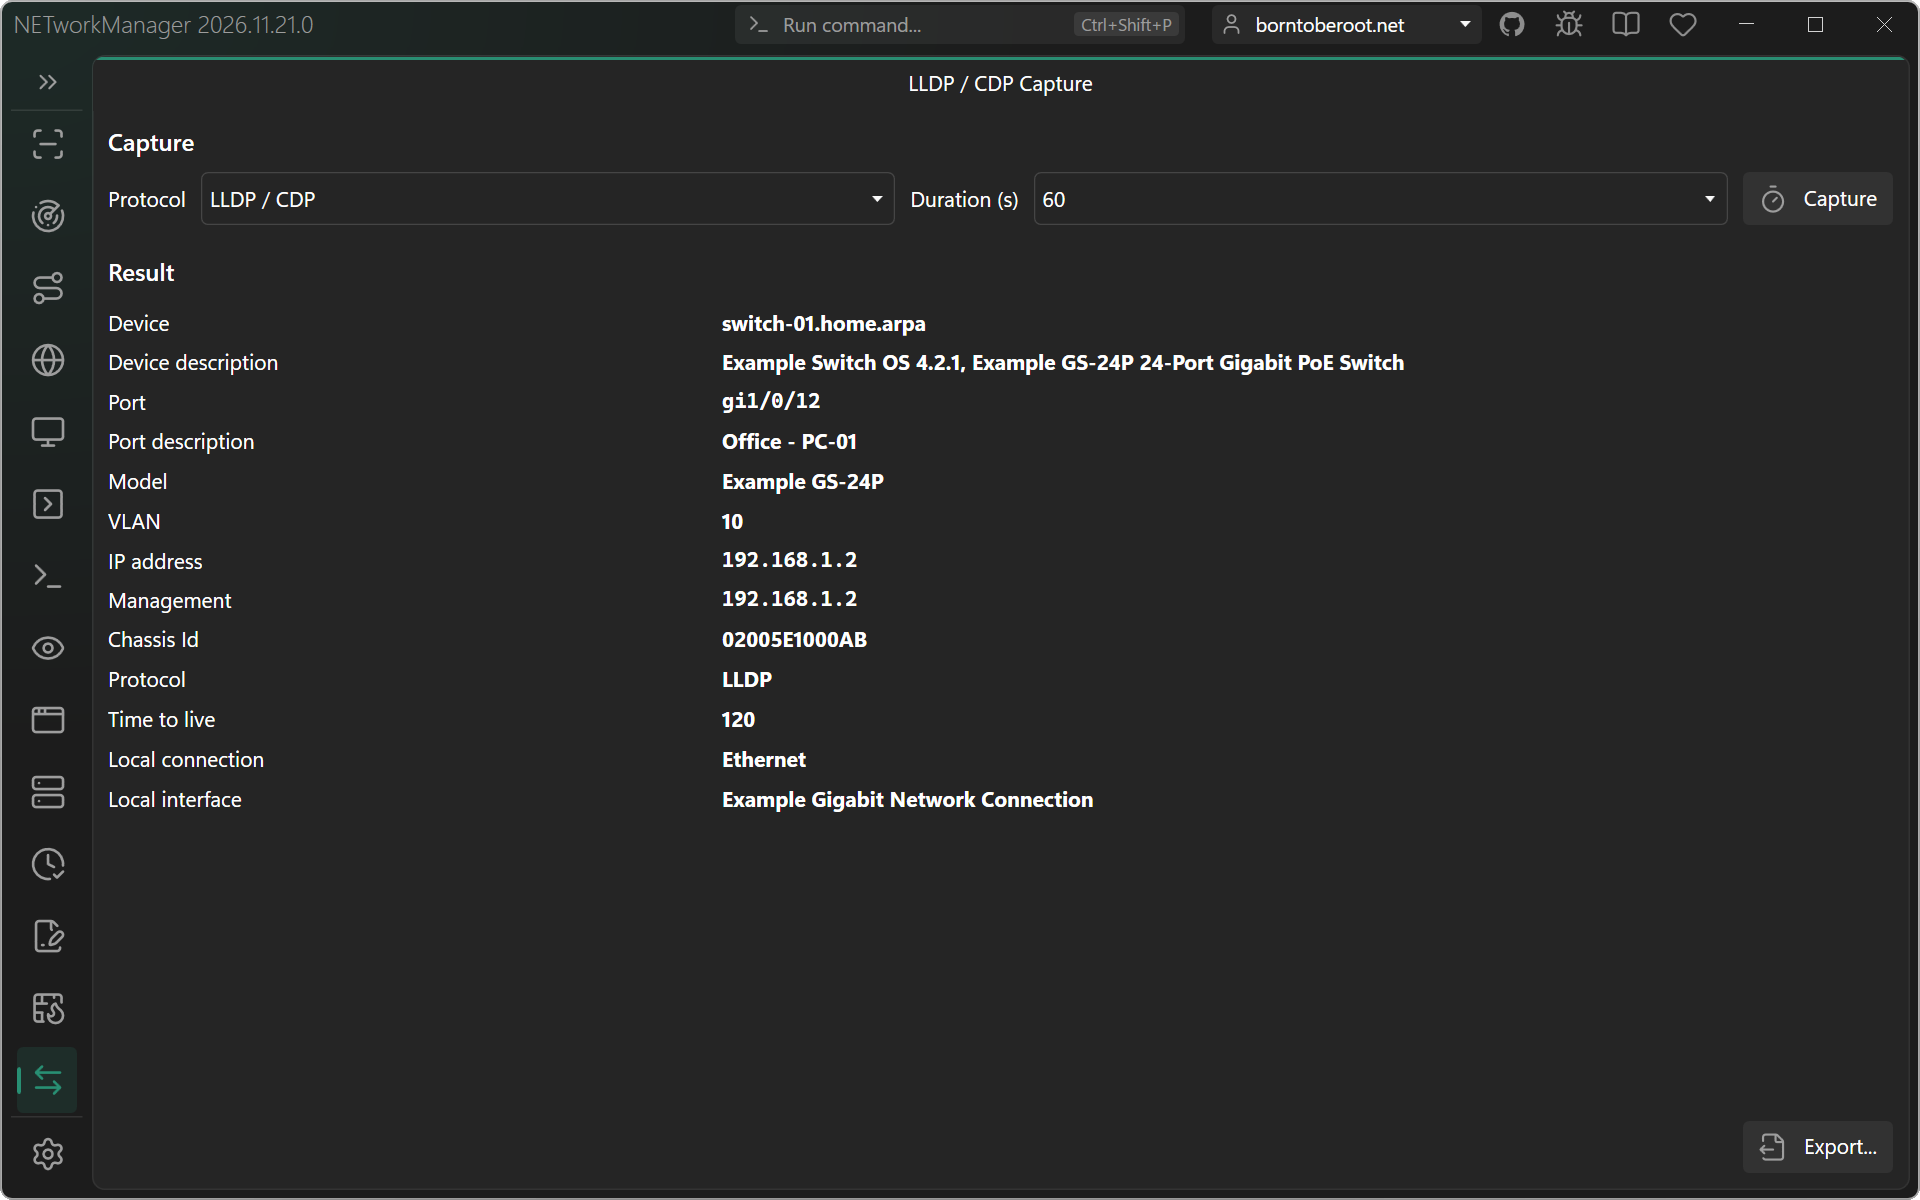 NETworkManager 2026.11.21.0
Run command... Ctrl+Shift+P
borntoberoot.net
LLDP / CDP Capture
Capture
Protocol LLDP / CDP Duration (s) 60 Capture
Result
Device switch-01.home.arpa
Device description Example Switch OS 4.2.1, Example GS-24P 24-Port Gigabit PoE Switch
Port gi1/0/12
Port description Office - PC-01
Model Example GS-24P
VLAN 10
IP address 192.168.1.2
Management 192.168.1.2
Chassis Id 02005E1000AB
Protocol LLDP
Time to live 120
Local connection Ethernet
Local interface Example Gigabit Network Connection
Export...